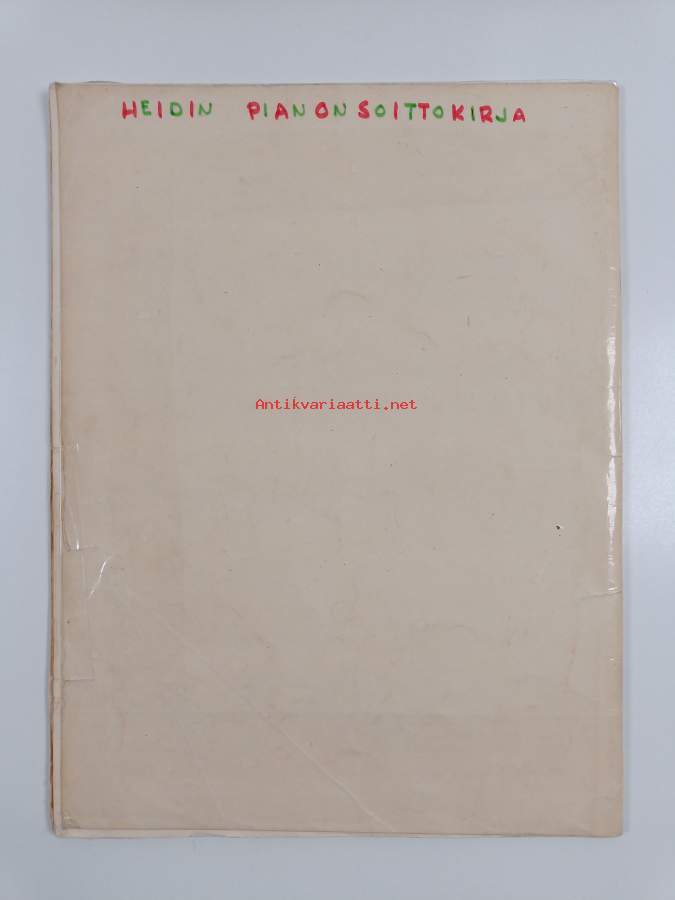 HEIDIN PIANONSOITTOKIRJA
Antikvariaatti.net